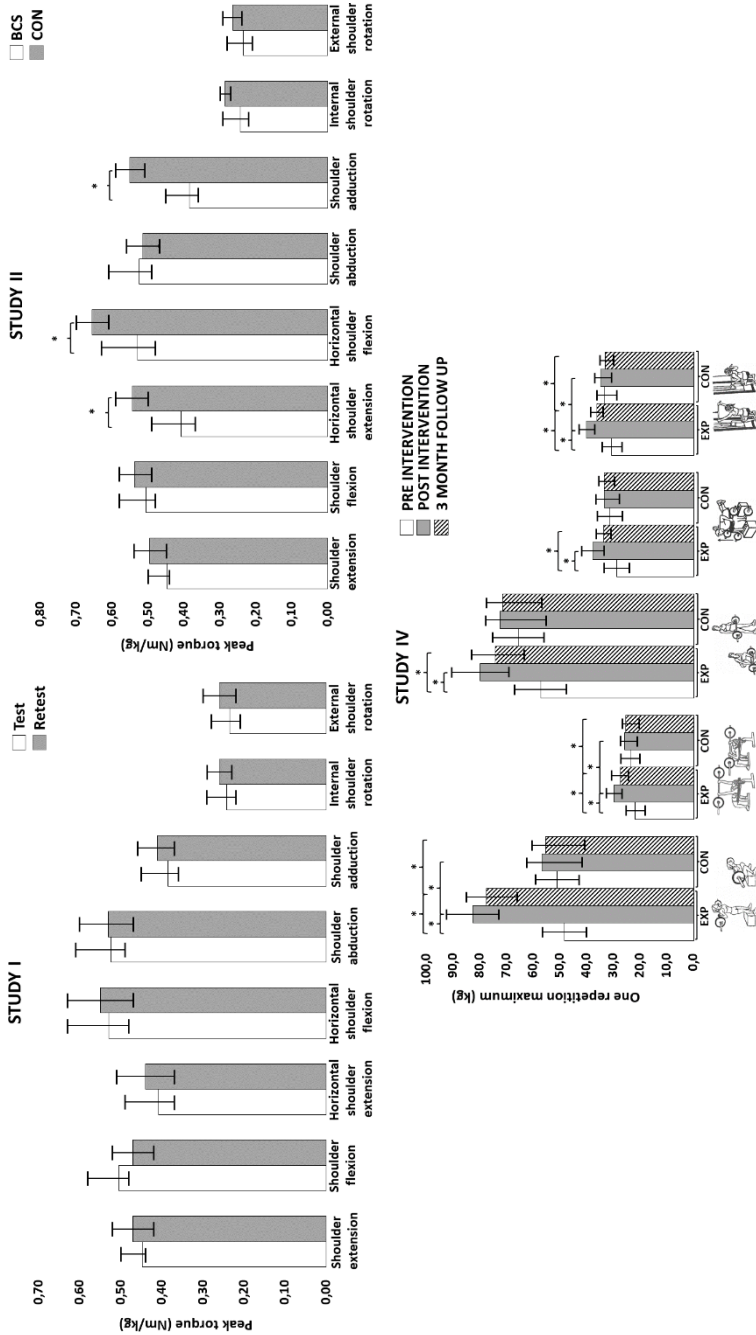 STUDY I
Test
Retest
Peak torque (Nm/kg)
0,70
0,60
0,50
0,40
0,30
0,20
0,10
0,00
Shoulder
extension
Shoulder
flexion
Horizontal
shoulder
extension
Horizontal
shoulder
flexion
Shoulder
abduction
Shoulder
adduction
Internal
shoulder
rotation
External
shoulder
rotation
STUDY II
BCS
CON
Peak torque (Nm/kg)
0,80
0,70
0,60
0,50
0,40
0,30
0,20
0,10
0,00
*
*
*
Shoulder
extension
Shoulder
flexion
Horizontal
shoulder
extension
Horizontal
shoulder
flexion
Shoulder
abduction
Shoulder
adduction
Internal
shoulder
rotation
External
shoulder
rotation
STUDY IV
PRE INTERVENTION
POST INTERVENTION
3 MONTH FOLLOW UP
One repetition maximum (kg)
100,0
90,0
80,0
70,0
60,0
50,0
40,0
30,0
20,0
10,0
0,0
* *
* *
* *
* *
*
*
*
*
* *
* *
EXP CON EXP CON EXP CON EXP CON EXP CON